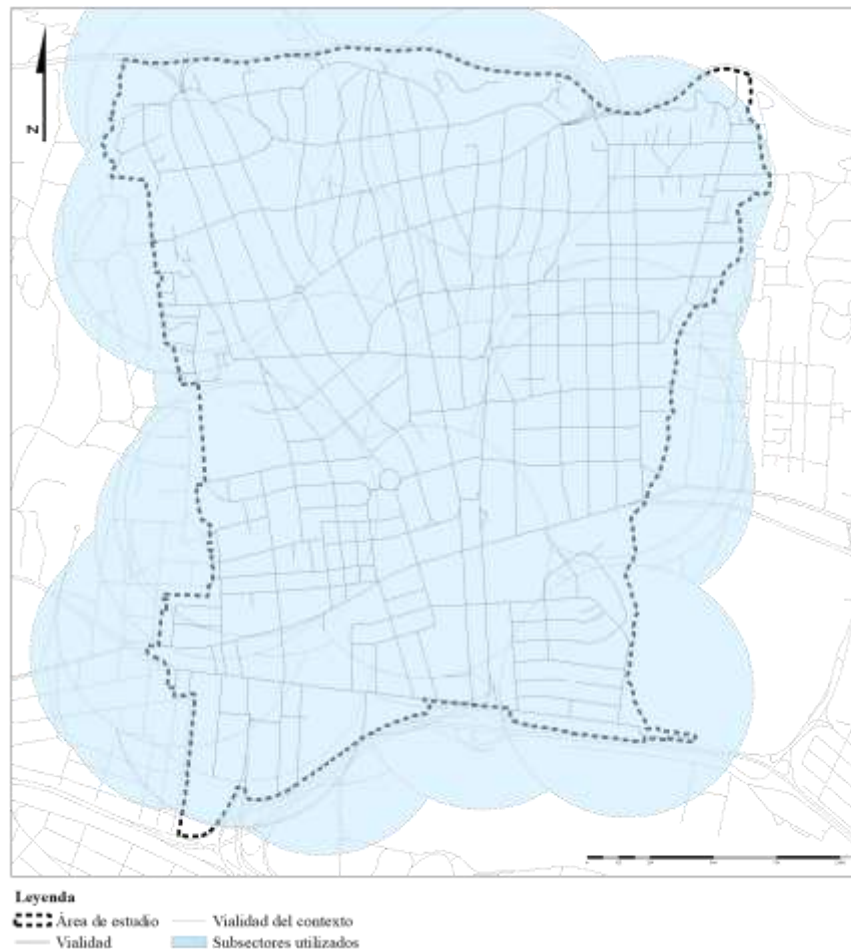 N
Leyenda
Área de estudio Vialidad del contexto
Vialidad Subsectores utilizados